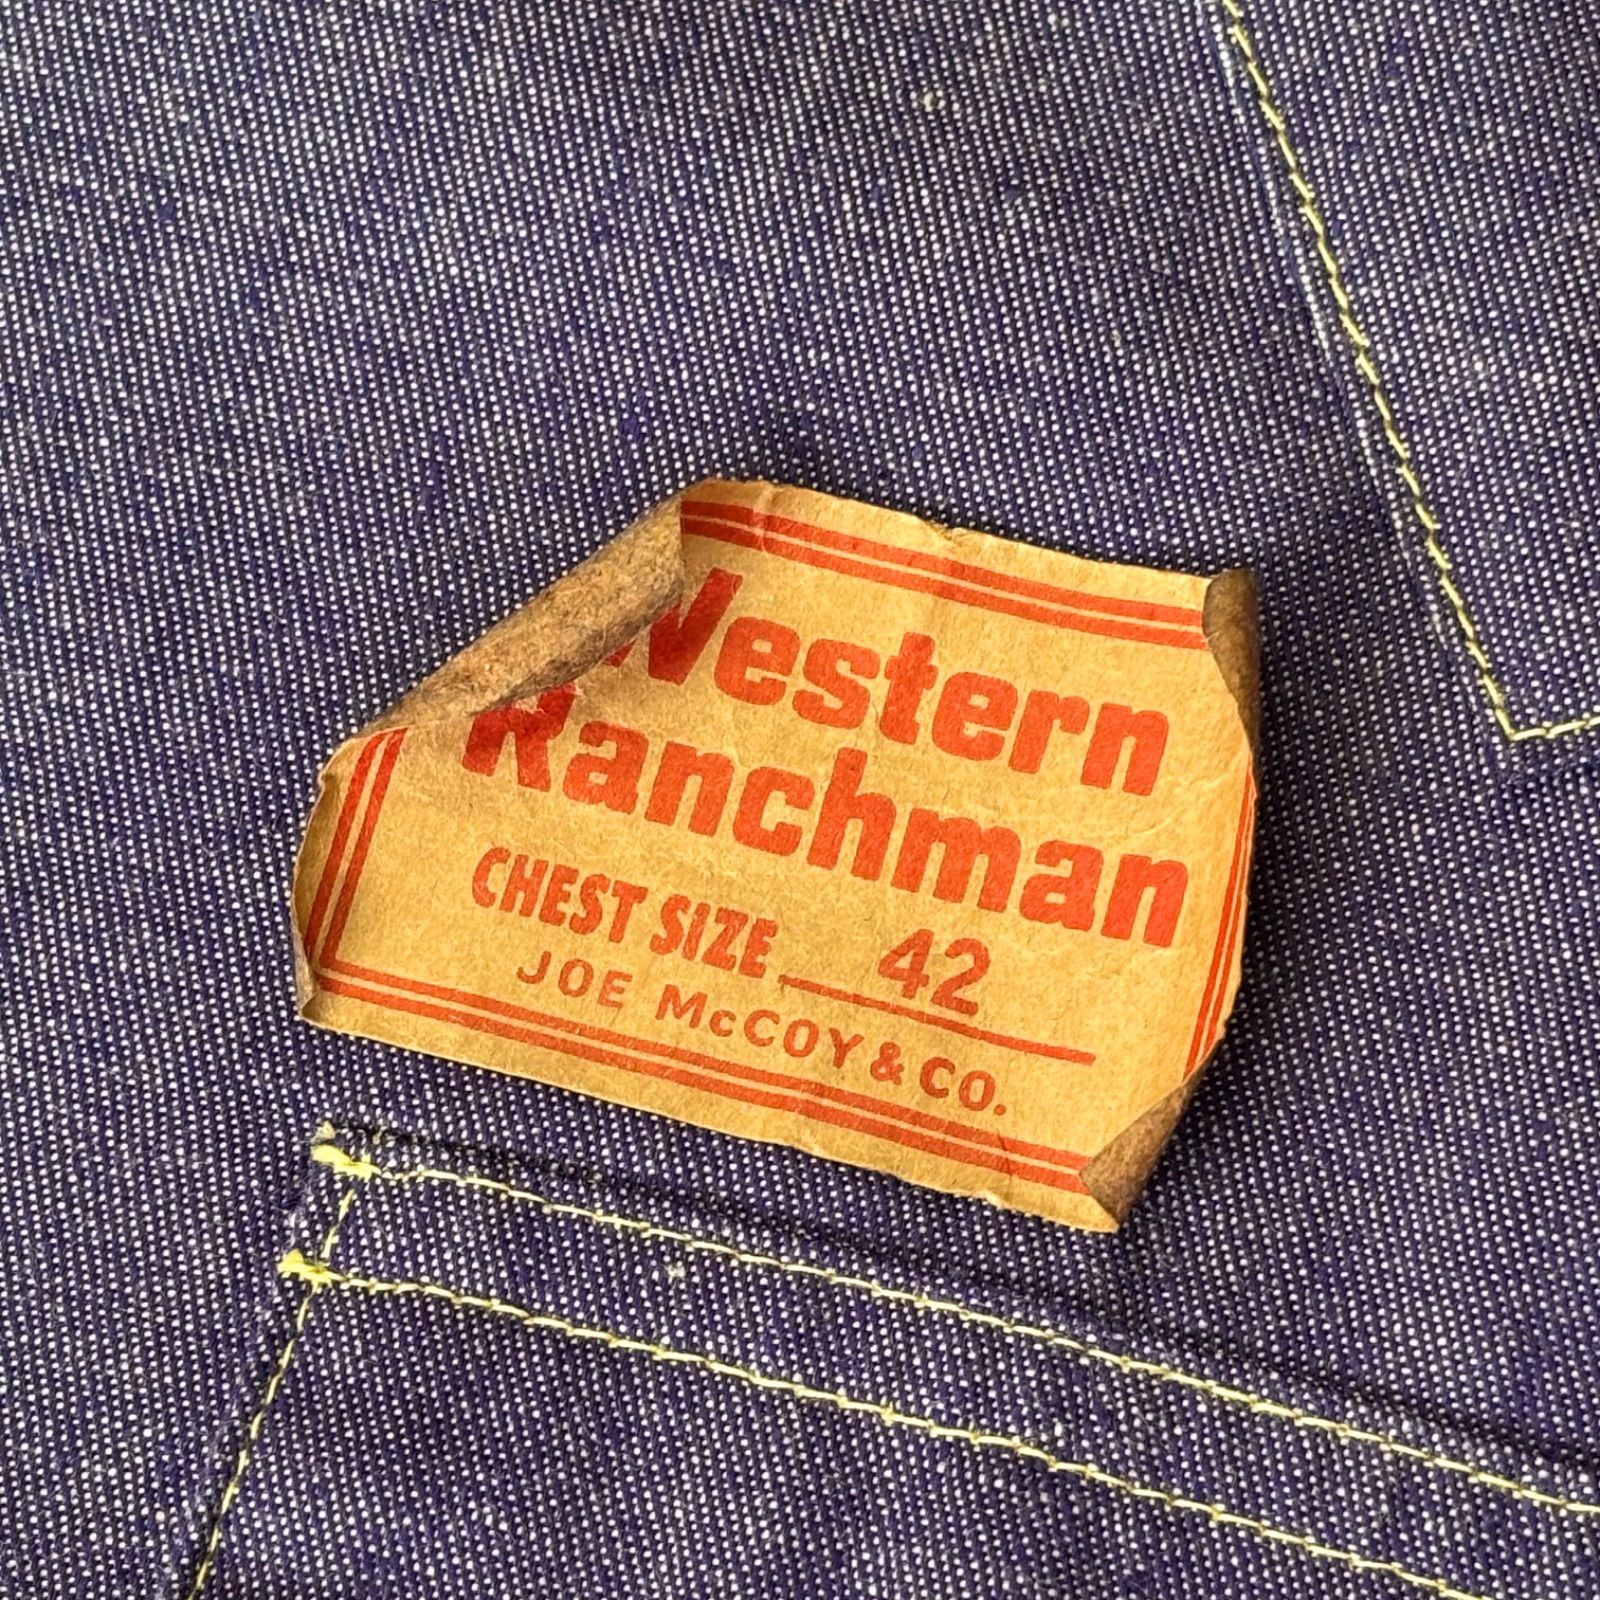 Western
Ranchman
CHEST SIZE 42
JOE McCOY & CO.